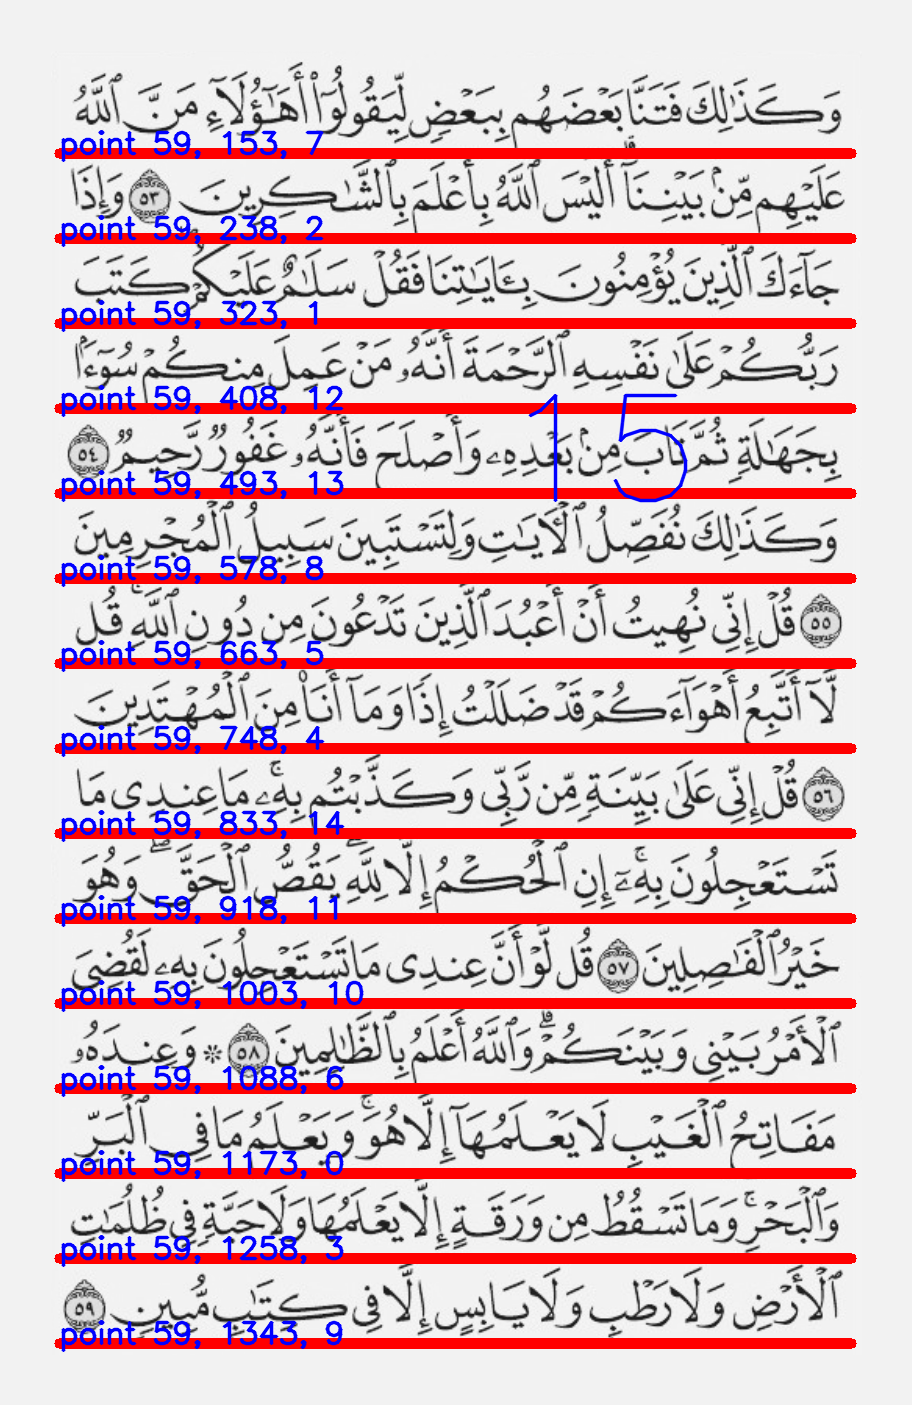 وَكَذَٰلِكَ فَتَنَّا بَعْضَهُم بِبَعْضٍ لِّيَقُولُوٓا۟ أَهَٰٓؤُلَآءِ مَنَّ ٱللَّهُ
point 59, 153, 7
عَلَيْهِم مِّنۢ بَيْنِنَآ ۗ أَلَيْسَ ٱللَّهُ بِأَعْلَمَ بِٱلشَّٰكِرِينَ ٥٣ وَإِذَا
point 59, 238, 2
جَآءَكَ ٱلَّذِينَ يُؤْمِنُونَ بِـَٔايَٰتِنَا فَقُلْ سَلَٰمٌ عَلَيْكُمْ ۖ كَتَبَ
point 59, 323, 1
رَبُّكُمْ عَلَىٰ نَفْسِهِ ٱلرَّحْمَةَ أَنَّهُۥ مَنْ عَمِلَ مِنكُمْ سُوٓءًۢا
point 59, 408, 12
15
بِجَهَٰلَةٍ ثُمَّ تَابَ مِنۢ بَعْدِهِۦ وَأَصْلَحَ فَأَنَّهُۥ غَفُورٌ رَّحِيمٌ ٥٤
point 59, 493, 13
وَكَذَٰلِكَ نُفَصِّلُ ٱلْـَٔايَٰتِ وَلِتَسْتَبِينَ سَبِيلُ ٱلْمُجْرِمِينَ
point 59, 578, 8
٥٥ قُلْ إِنِّى نُهِيتُ أَنْ أَعْبُدَ ٱلَّذِينَ تَدْعُونَ مِن دُونِ ٱللَّهِ ۚ قُل
point 59, 663, 5
لَّآ أَتَّبِعُ أَهْوَآءَكُمْ ۙ قَدْ ضَلَلْتُ إِذًا وَمَآ أَنَا۠ مِنَ ٱلْمُهْتَدِينَ
point 59, 748, 4
٥٦ قُلْ إِنِّى عَلَىٰ بَيِّنَةٍ مِّن رَّبِّى وَكَذَّبْتُم بِهِۦ ۚ مَا عِندِى مَا
point 59, 833, 14
تَسْتَعْجِلُونَ بِهِۦٓ ۚ إِنِ ٱلْحُكْمُ إِلَّا لِلَّهِ ۖ يَقُصُّ ٱلْحَقَّ ۖ وَهُوَ
point 59, 918, 11
خَيْرُ ٱلْفَٰصِلِينَ ٥٧ قُل لَّوْ أَنَّ عِندِى مَا تَسْتَعْجِلُونَ بِهِۦ لَقُضِىَ
point 59, 1003, 10
ٱلْأَمْرُ بَيْنِى وَبَيْنَكُمْ ۗ وَٱللَّهُ أَعْلَمُ بِٱلظَّٰلِمِينَ ٥٨ ۞ وَعِندَهُۥ
point 59, 1088, 6
مَفَاتِحُ ٱلْغَيْبِ لَا يَعْلَمُهَآ إِلَّا هُوَ ۚ وَيَعْلَمُ مَا فِى ٱلْبَرِّ
point 59, 1173, 0
وَٱلْبَحْرِ ۚ وَمَا تَسْقُطُ مِن وَرَقَةٍ إِلَّا يَعْلَمُهَا وَلَا حَبَّةٍ فِى ظُلُمَٰتِ
point 59, 1258, 3
ٱلْأَرْضِ وَلَا رَطْبٍ وَلَا يَابِسٍ إِلَّا فِى كِتَٰبٍ مُّبِينٍ ٥٩
point 59, 1343, 9